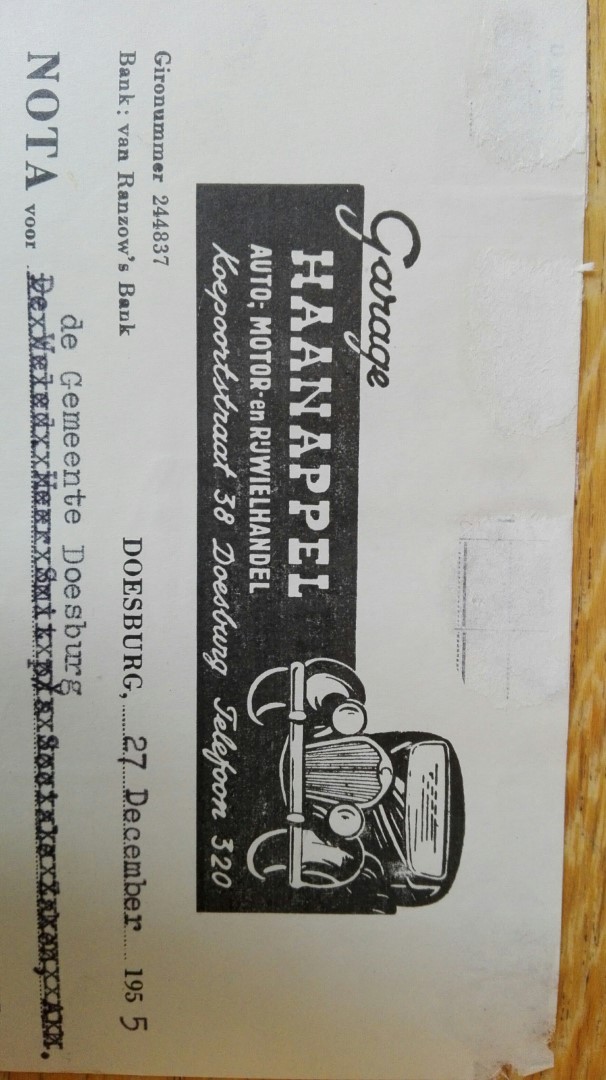 Garage
HAANAPPEL
AUTO-, MOTOR- en RIJWIELHANDEL
Koepoortstraat 38 Doesburg Telefoon 320
Gironummer 244837
Bank: van Ranzow's Bank
DOESBURG, 27 December 1955
de Gemeente Doesburg
NOTA voor